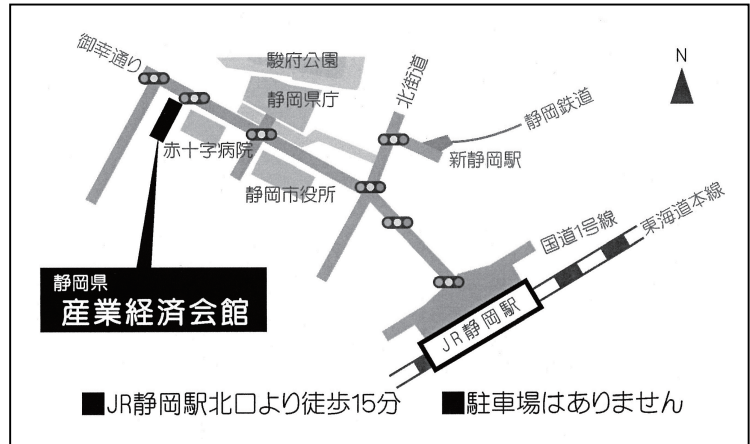 御幸通り
駿府公園
静岡県庁
北街道
N
静岡鉄道
新静岡駅
赤十字病院
静岡市役所
国道1号線
東海道本線
静岡県
産業経済会館
JR静岡駅
■JR静岡駅北口より徒歩15分
■駐車場はありません